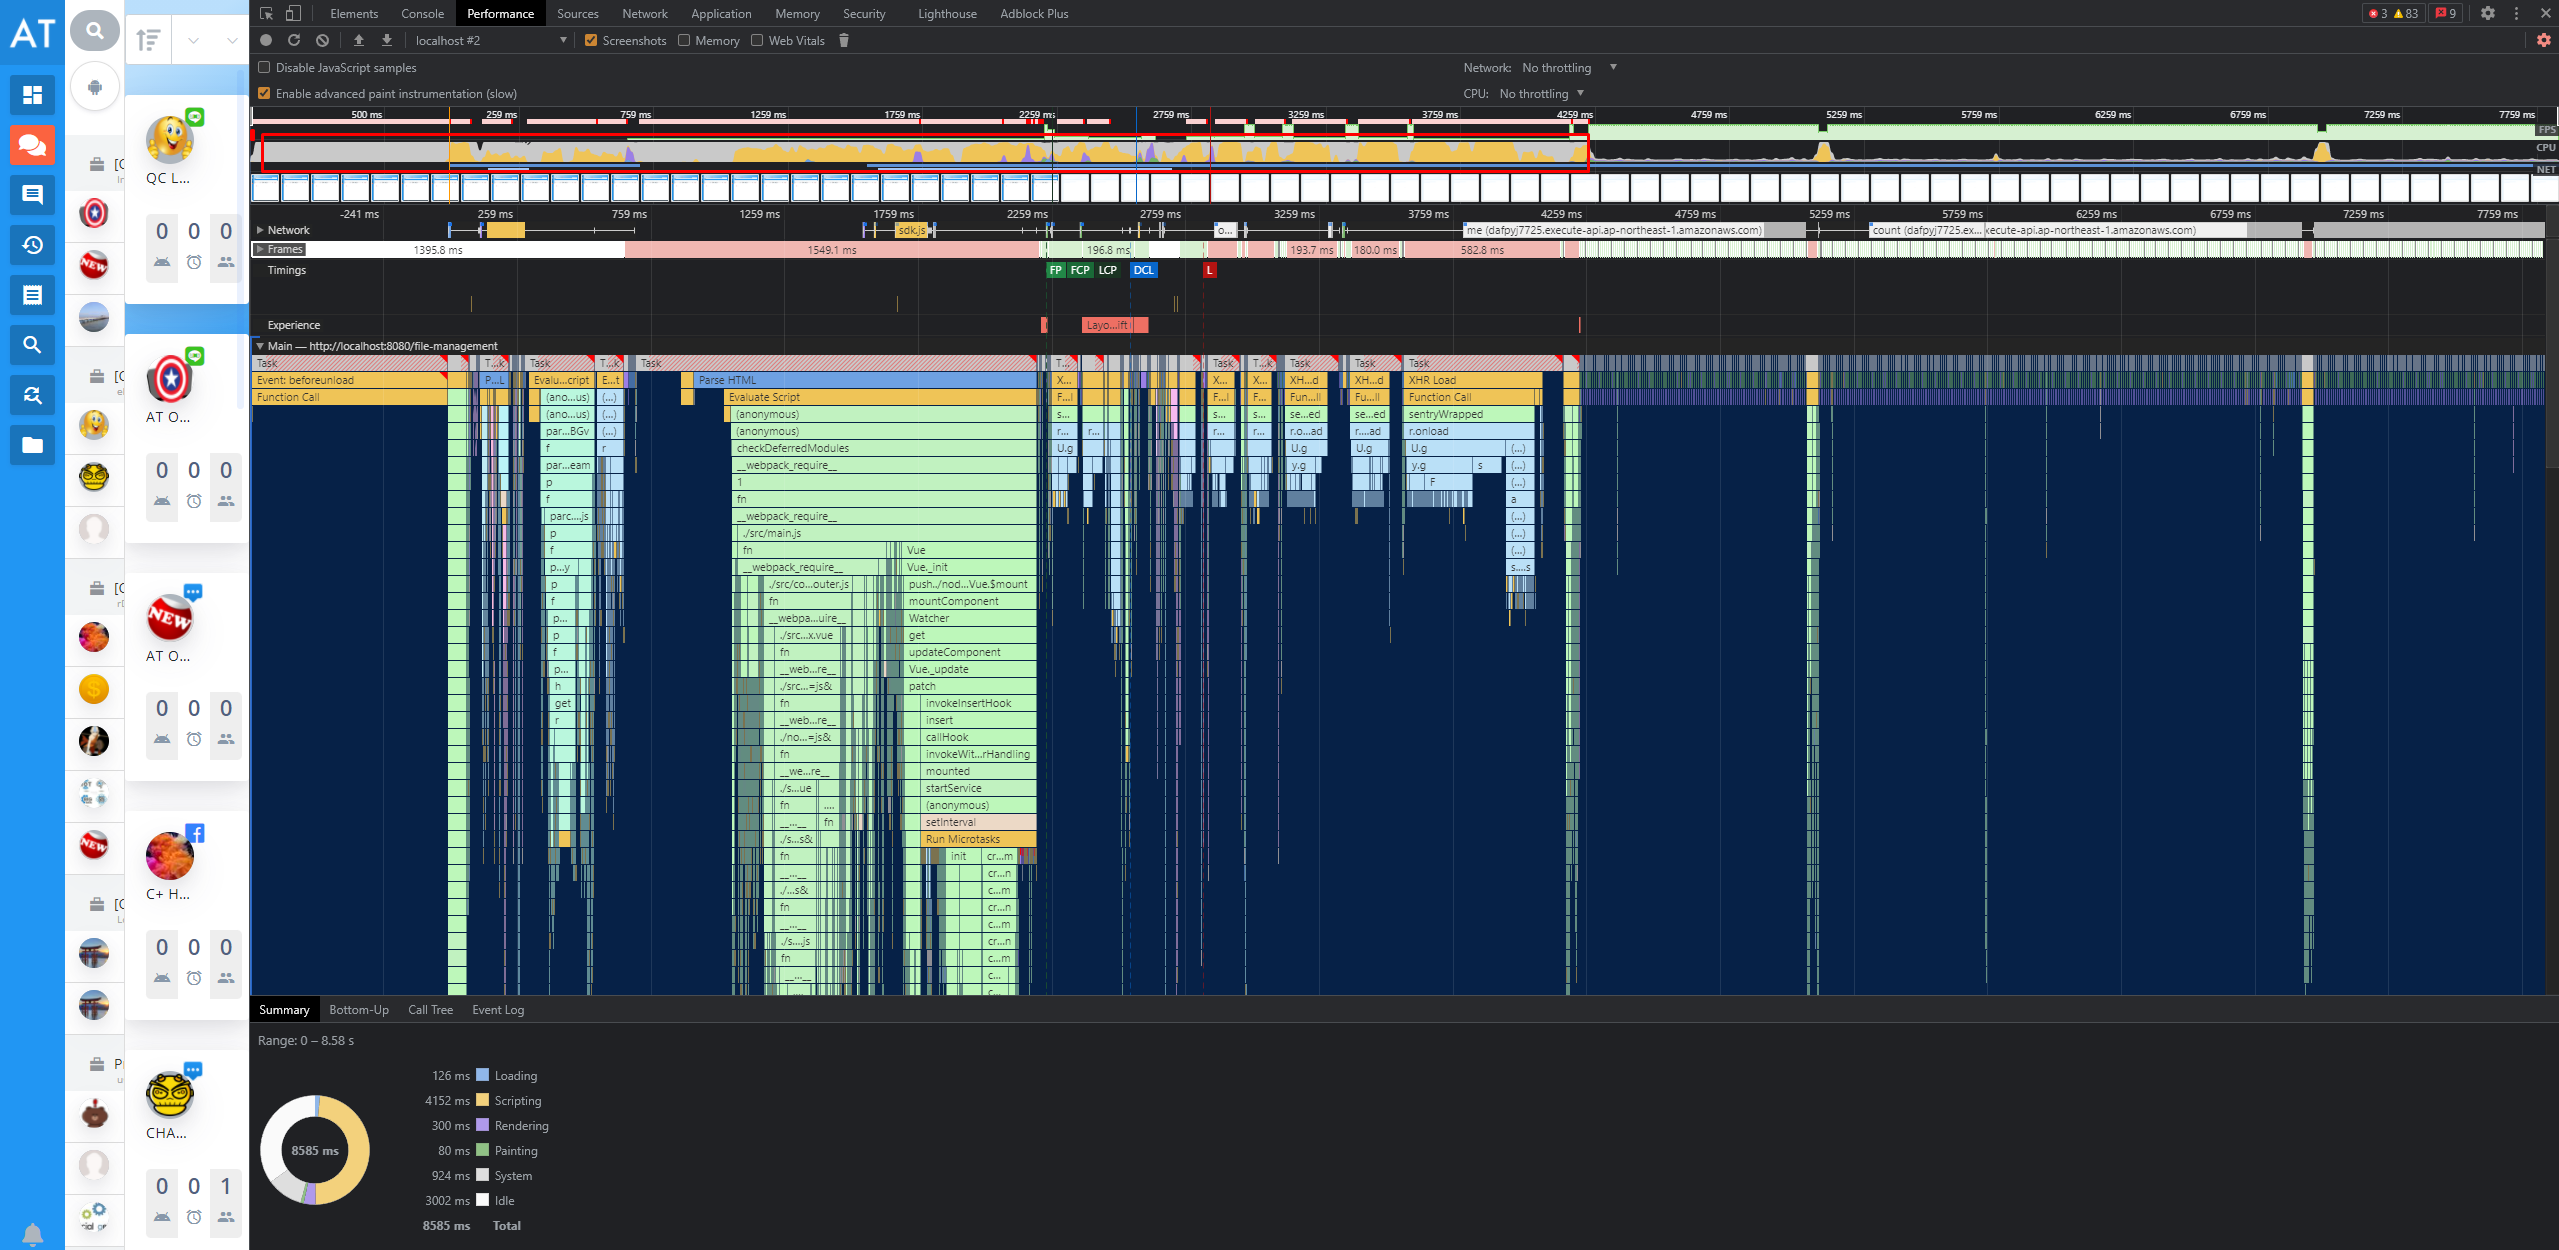 AT
Elements Console Performance Sources Network Application Memory Security Lighthouse Adblock Plus
3 83 9
localhost #2 Screenshots Memory Web Vitals
Disable JavaScript samples
Network: No throttling
Enable advanced paint instrumentation (slow)
CPU: No throttling
500 ms 259 ms 759 ms 1259 ms 1759 ms 2259 ms 2759 ms 3259 ms 3759 ms 4259 ms 4759 ms 5259 ms 5759 ms 6259 ms 6759 ms 7259 ms 7759 ms
FPS
CPU
NET
-241 ms 259 ms 759 ms 1259 ms 1759 ms 2259 ms 2759 ms 3259 ms 3759 ms 4259 ms 4759 ms 5259 ms 5759 ms 6259 ms 6759 ms 7259 ms 7759 ms
Network sdk.js o... me (dafpyj7725.execute-api.ap-northeast-1.amazonaws.com) count (dafpyj7725.ex... xecute-api.ap-northeast-1.amazonaws.com)
Frames 1395.8 ms 1549.1 ms 196.8 ms 193.7 ms 180.0 ms 582.8 ms
Timings FP FCP LCP DCL L
Experience Layo...ift
Main — http://localhost:8080/file-management
Task T...k Task T...k Task T... Task T...k Task Task Task
Event: beforeunload P...L Evalu...cript E...t Parse HTML X... X... X... XH...d XH...d XHR Load
Function Call (ano...us) (...) Evaluate Script F...l F...l F... Fun...ll Fu...ll Function Call
(ano...us) (...) (anonymous) s... s... s... se...ed se...ed sentryWrapped
par...BGv (...) (anonymous) r... r... r... r... r.o...ad r....ad r.onload
f r checkDeferredModules U.g U.g U.g U.g (...)
par...eam __webpack_require__ y.g y.g s (...)
p 1 F (...)
f fn a
parc....js __webpack_require__ (...)
p ./src/main.js (...)
f fn Vue (...)
p...y __webpack_require__ Vue._init s....s
p ./src/co...outer.js push../nod...Vue.$mount
f fn mountComponent
p... __webpa...uire__ Watcher
p ./src...x.vue get
f fn updateComponent
p... __web...re__ Vue._update
h ./src...=js& patch
get fn invokeInsertHook
r __web...re__ insert
./no...=js& callHook
fn invokeWit...rHandling
__we...re__ mounted
./s...ue startService
fn .... (anonymous)
__...__ fn setInterval
./s...s& Run Microtasks
fn init cr...m
__...__ cr...n
./...s& c...m
fn cr...n
__...__ c...m
./s....js cr...n
fn c...m
__...__ c...
QC L...
0 0 0
AT O...
0 0 0
AT O...
0 0 0
C+ H...
0 0 0
CHA...
0 0 1
Summary Bottom-Up Call Tree Event Log
Range: 0 – 8.58 s
8585 ms
126 ms Loading
4152 ms Scripting
300 ms Rendering
80 ms Painting
924 ms System
3002 ms Idle
8585 ms Total